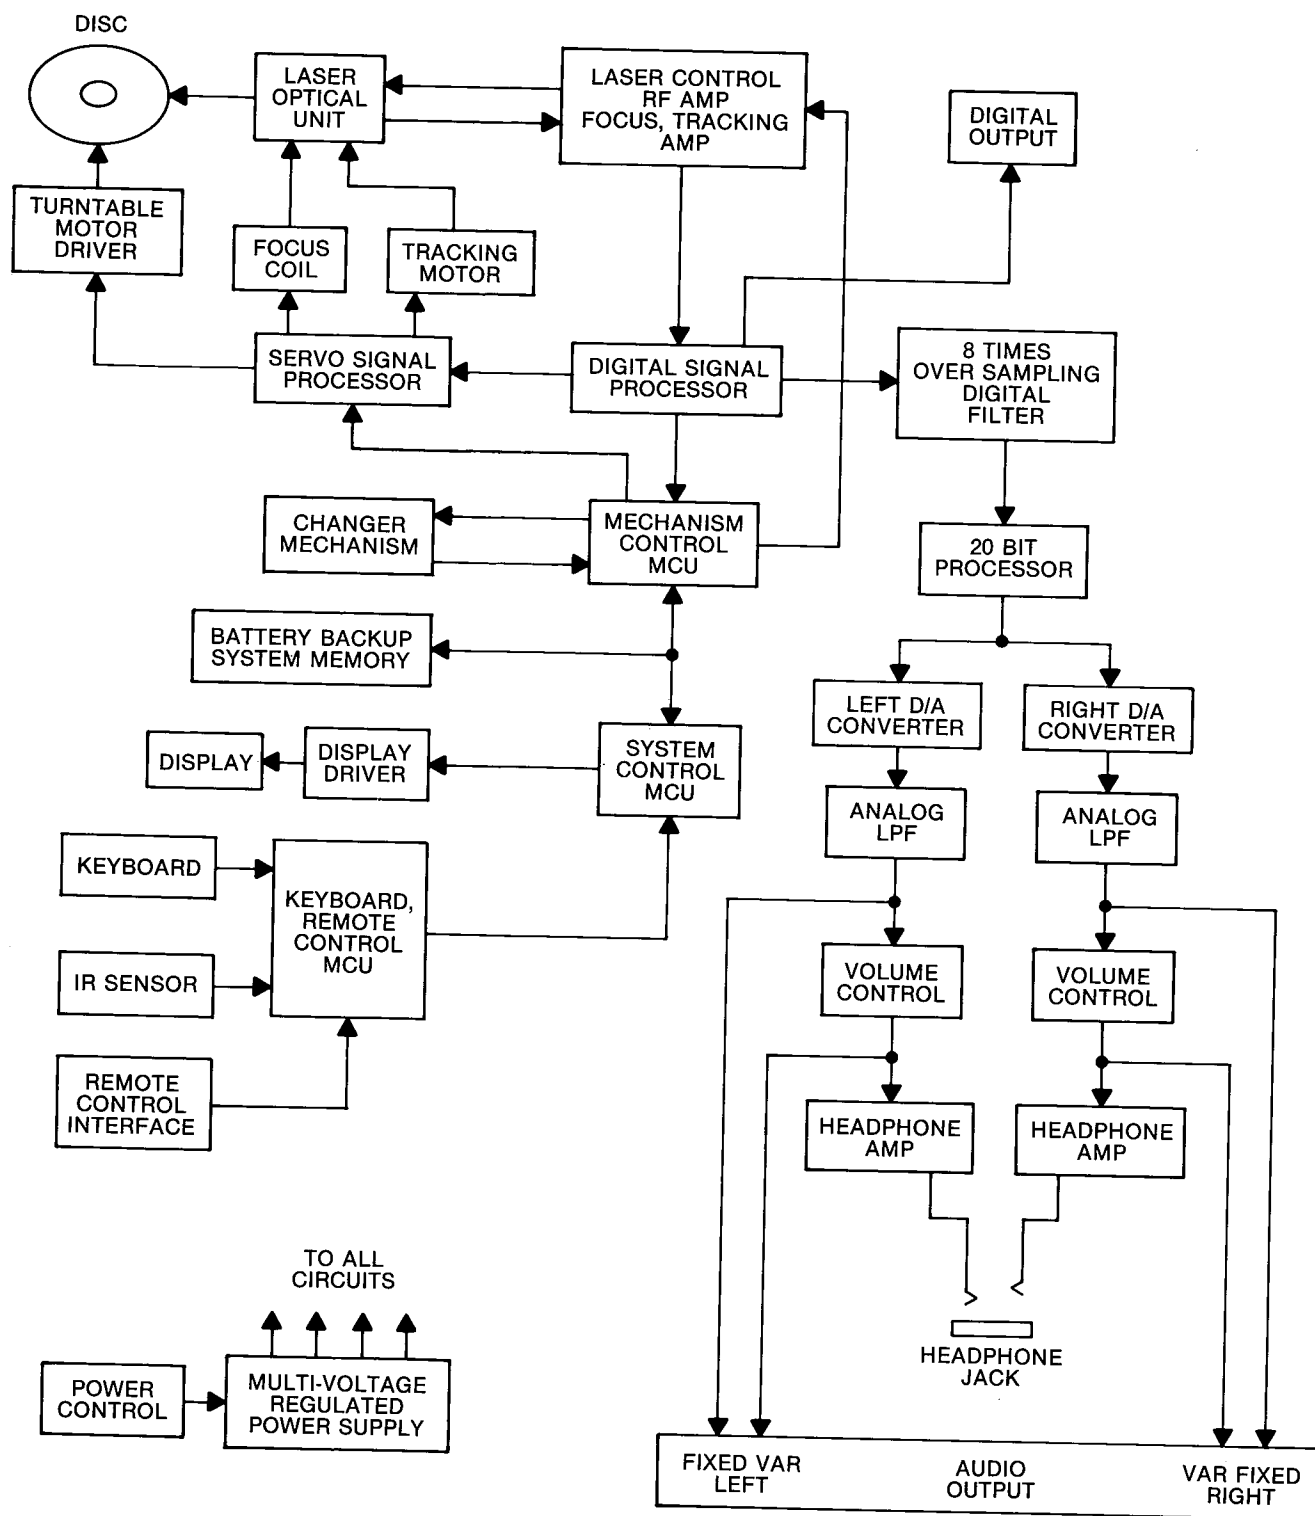 DISC
LASER
OPTICAL
UNIT
LASER CONTROL
RF AMP
FOCUS, TRACKING
AMP
DIGITAL
OUTPUT
TURNTABLE
MOTOR
DRIVER
FOCUS
COIL
TRACKING
MOTOR
SERVO SIGNAL
PROCESSOR
DIGITAL SIGNAL
PROCESSOR
8 TIMES
OVER SAMPLING
DIGITAL
FILTER
CHANGER
MECHANISM
MECHANISM
CONTROL
MCU
20 BIT
PROCESSOR
BATTERY BACKUP
SYSTEM MEMORY
LEFT D/A
CONVERTER
RIGHT D/A
CONVERTER
DISPLAY
DISPLAY
DRIVER
SYSTEM
CONTROL
MCU
ANALOG
LPF
ANALOG
LPF
KEYBOARD
KEYBOARD,
REMOTE
CONTROL
MCU
IR SENSOR
VOLUME
CONTROL
VOLUME
CONTROL
REMOTE
CONTROL
INTERFACE
HEADPHONE
AMP
HEADPHONE
AMP
TO ALL
CIRCUITS
HEADPHONE
JACK
POWER
CONTROL
MULTI-VOLTAGE
REGULATED
POWER SUPPLY
FIXED VAR
LEFT
AUDIO
OUTPUT
VAR FIXED
RIGHT